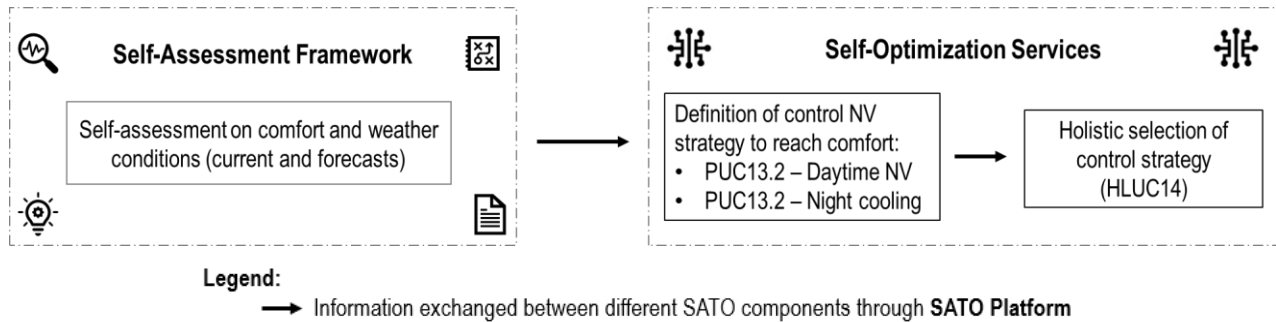 Self-Assessment Framework
Self-assessment on comfort and weather
conditions (current and forecasts)
Self-Optimization Services
Definition of control NV
strategy to reach comfort:
• PUC13.2 – Daytime NV
• PUC13.2 – Night cooling
Holistic selection of
control strategy
(HLUC14)
Legend:
Information exchanged between different SATO components through SATO Platform